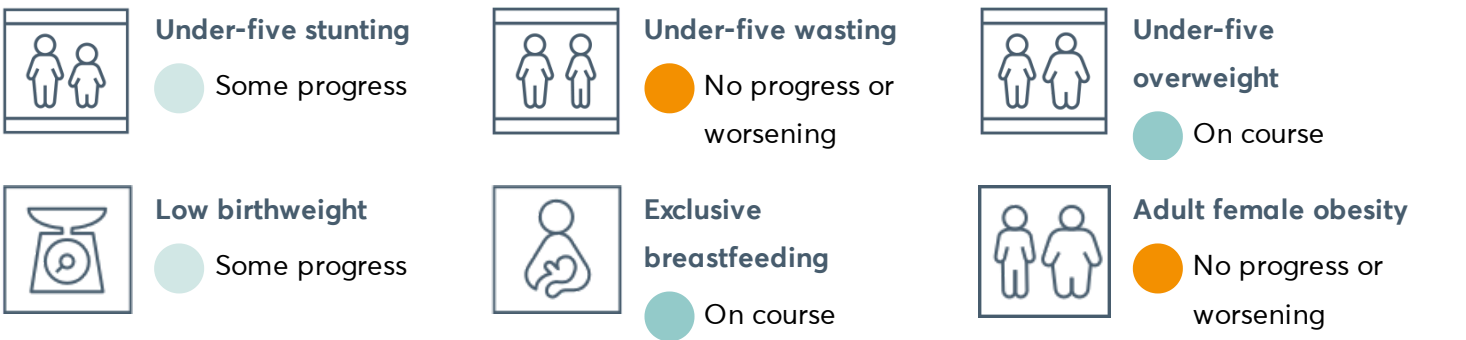 Under-five stunting
Some progress
Under-five wasting
No progress or
worsening
Under-five
overweight
On course
Low birthweight
Some progress
Exclusive
breastfeeding
On course
Adult female obesity
No progress or
worsening